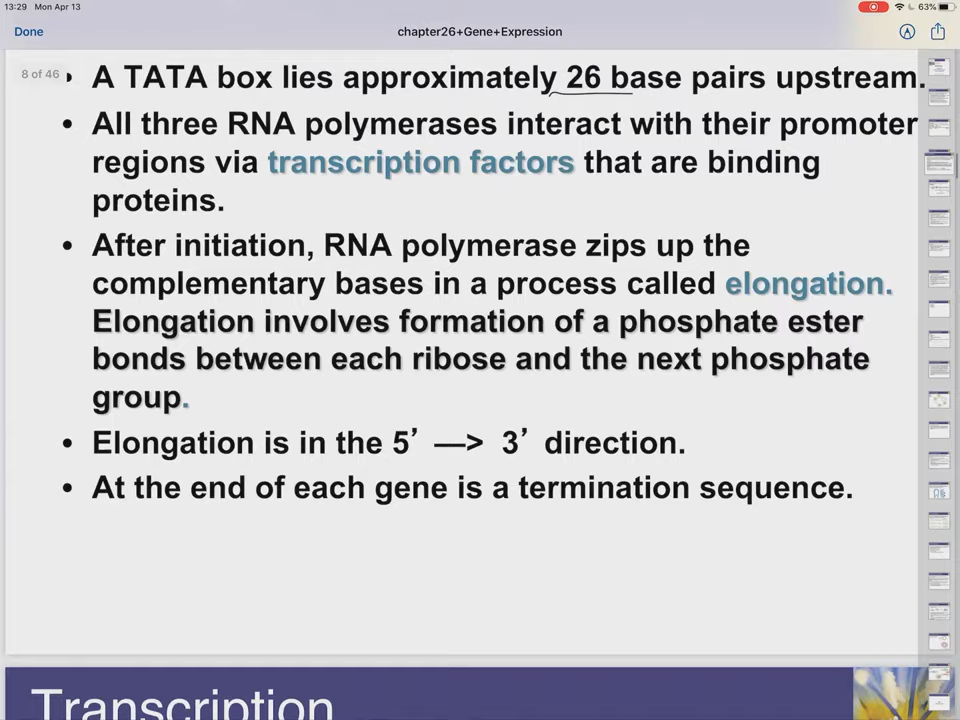 13:29 Mon Apr 13
63%
Done
chapter26+Gene+Expression
8 of 46
• A TATA box lies approximately 26 base pairs upstream.
• All three RNA polymerases interact with their promoter
regions via transcription factors that are binding
proteins.
• After initiation, RNA polymerase zips up the
complementary bases in a process called elongation.
Elongation involves formation of a phosphate ester
bonds between each ribose and the next phosphate
group.
• Elongation is in the 5’ —> 3’ direction.
• At the end of each gene is a termination sequence.
Transcription